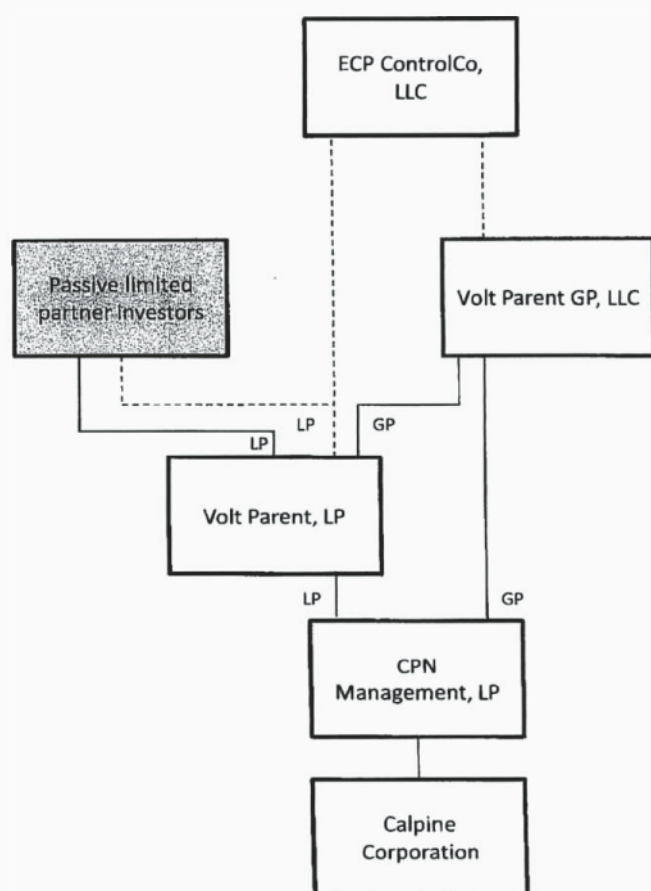 ECP ControlCo,
LLC
Passive limited
partner investors
Volt Parent GP, LLC
LP
GP
LP
Volt Parent, LP
LP
GP
CPN
Management, LP
Calpine
Corporation